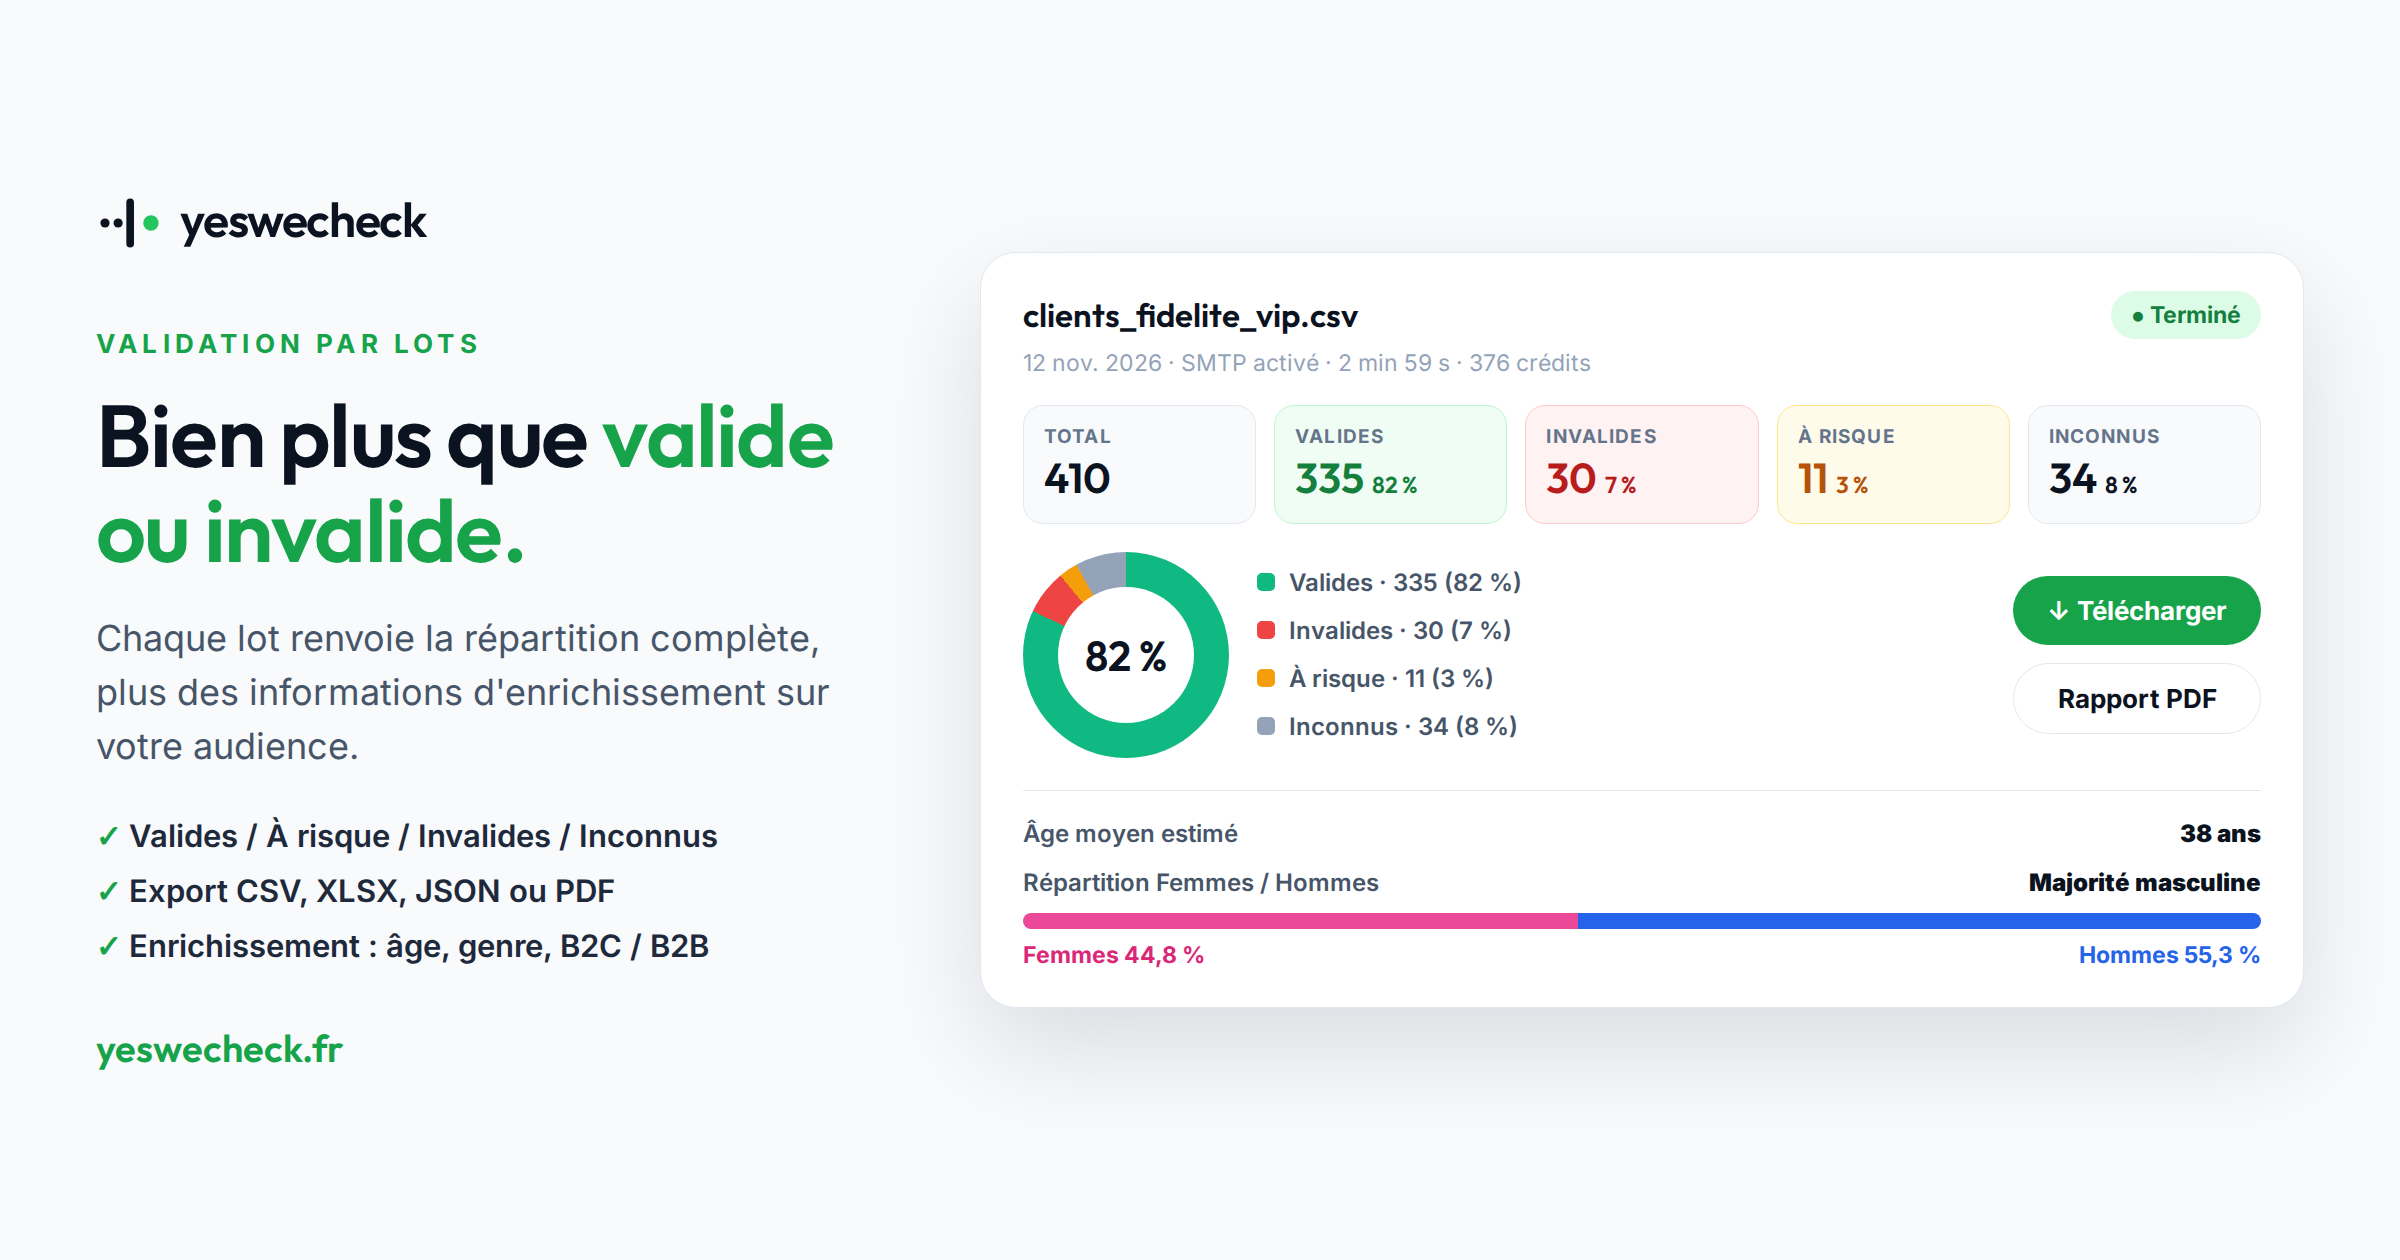 yeswecheck
VALIDATION PAR LOTS
Bien plus que valide
ou invalide.
Chaque lot renvoie la répartition complète,
plus des informations d'enrichissement sur
votre audience.
✓ Valides / À risque / Invalides / Inconnus
✓ Export CSV, XLSX, JSON ou PDF
✓ Enrichissement : âge, genre, B2C / B2B
yeswecheck.fr
clients_fidelite_vip.csv
• Terminé
12 nov. 2026 · SMTP activé · 2 min 59 s · 376 crédits
TOTAL
410
VALIDES
335 82 %
INVALIDES
30 7 %
À RISQUE
11 3 %
INCONNUS
34 8 %
82 %
Valides · 335 (82 %)
Invalides · 30 (7 %)
À risque · 11 (3 %)
Inconnus · 34 (8 %)
↓ Télécharger
Rapport PDF
Âge moyen estimé
38 ans
Répartition Femmes / Hommes
Majorité masculine
Femmes 44,8 %
Hommes 55,3 %